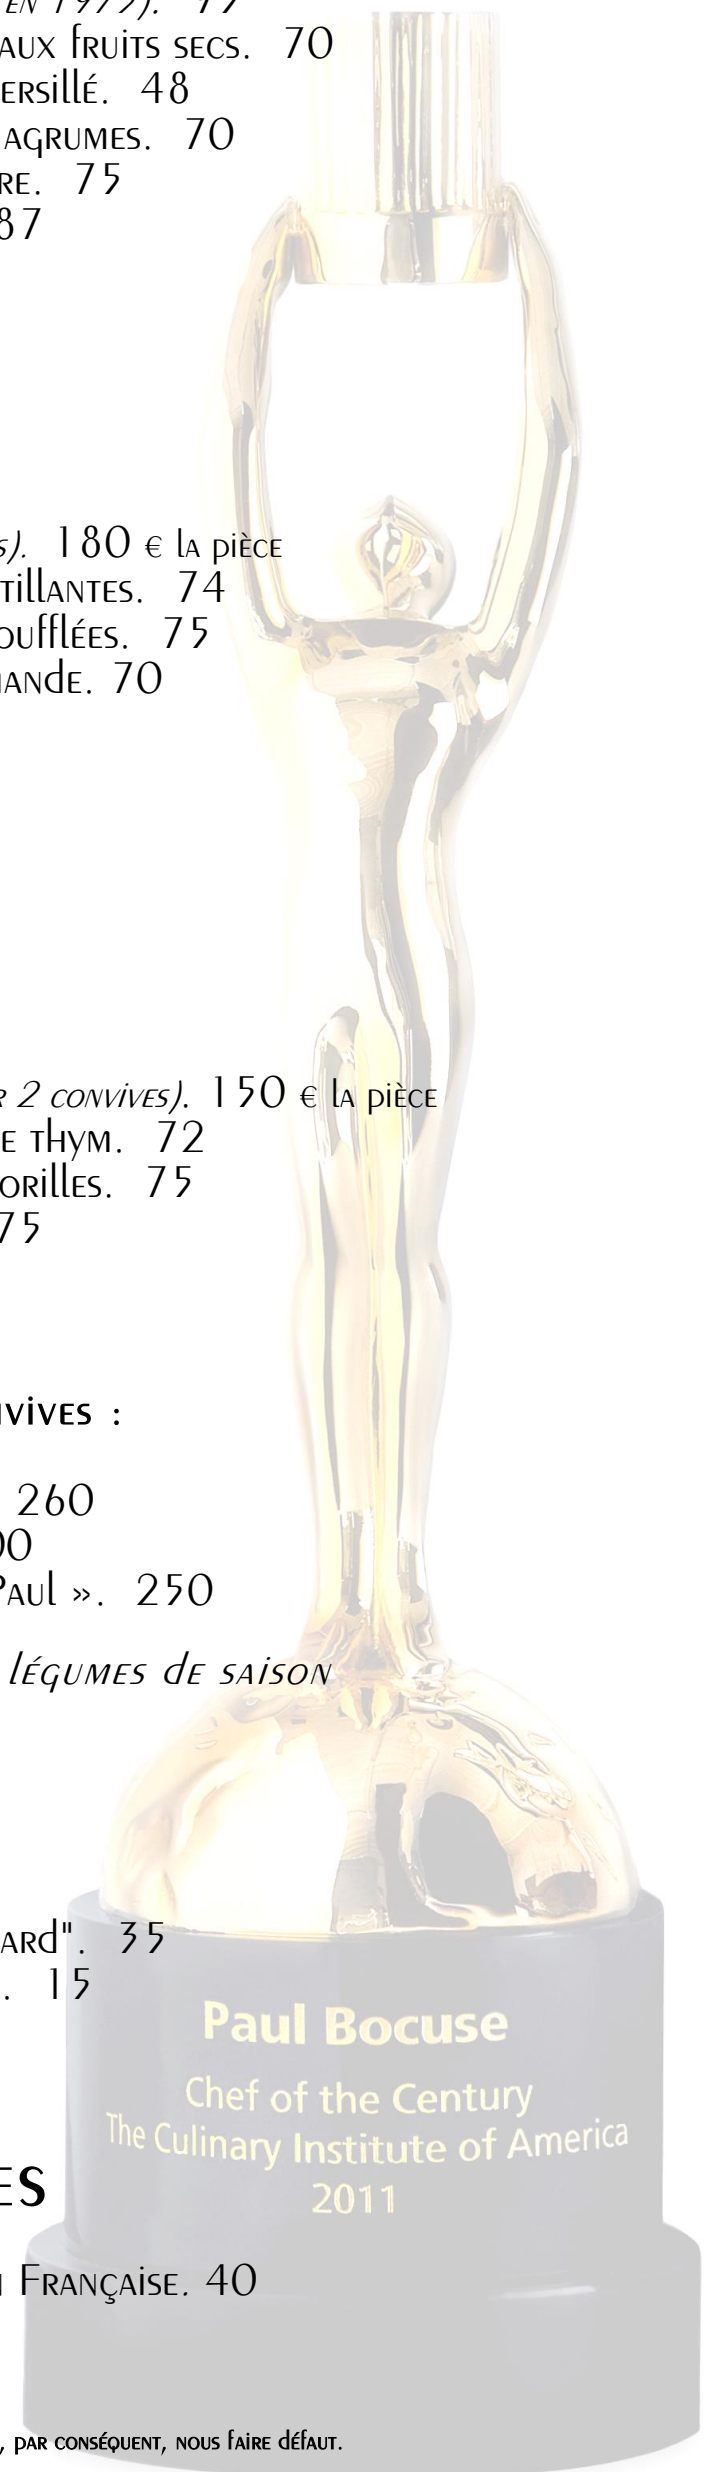 EN 1975).
AUX FRUITS SECS. 70
ERSILLÉ. 48
AGRUMES. 70
RE. 75
87
S). 180 € LA PIÈCE
TILLANTES. 74
OUFFLÉES. 75
ANDE. 70
R 2 CONVIVES). 150 € LA PIÈCE
E THYM. 72
ORILLES. 75
75
VIVES :
260
00
PAUL ». 250
LÉGUMES DE SAISON
ARD". 35
. 15
Paul Bocuse
Chef of the Century
The Culinary Institute of America
2011
ES
FRANÇAISE. 40
, PAR CONSÉQUENT, NOUS FAIRE DÉFAUT.